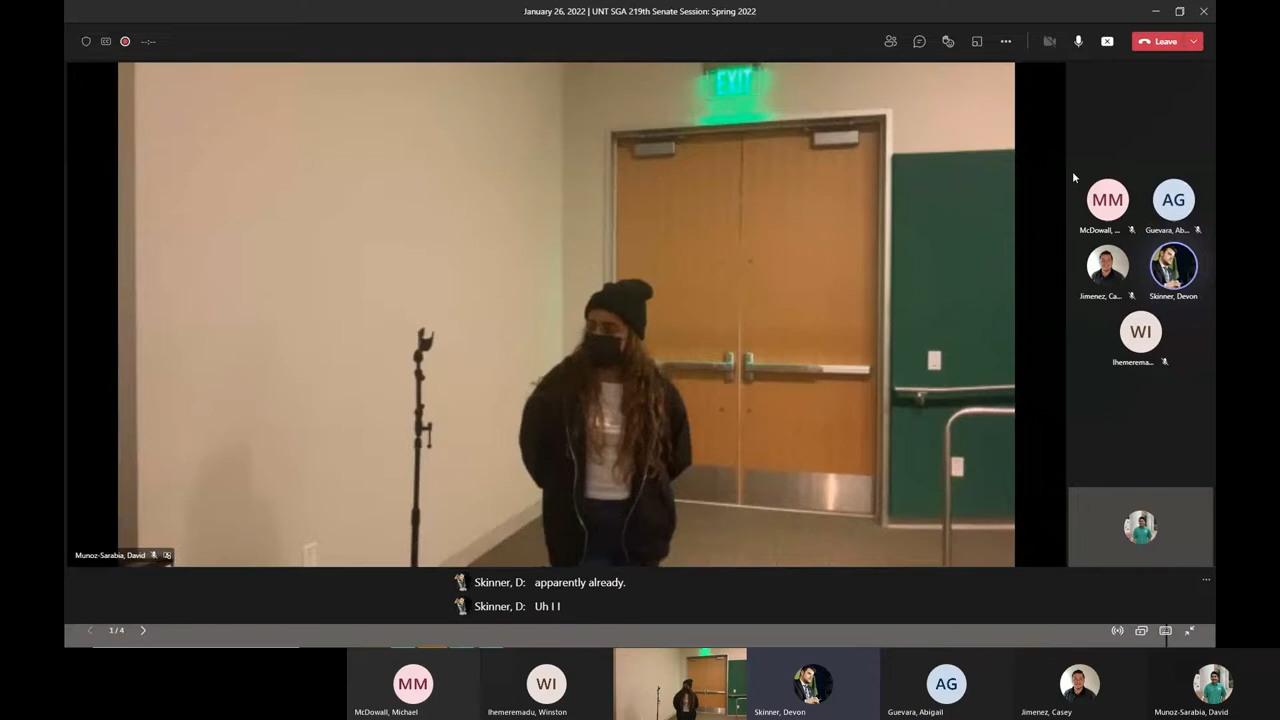 January 26, 2022 | UNT SGA 219th Senate Session: Spring 2022
--:--
Leave
EXIT
MM
AG
McDowall, ...
Guevara, Ab...
Jimenez, Ca...
Skinner, Devon
WI
Ihemerema...
Munoz-Sarabia, David
Skinner, D: apparently already.
Skinner, D: Uh I I
1 / 4
MM
WI
AG
McDowall, Michael
Ihemeremadu, Winston
Skinner, Devon
Guevara, Abigail
Jimenez, Casey
Munoz-Sarabia, David